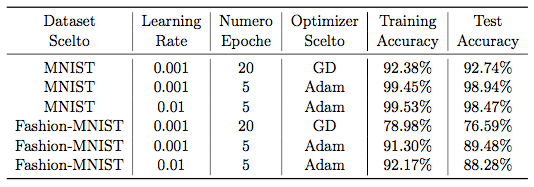 Dataset Learning Numero Optimizer Training Test
Scelto Rate Epoche Scelto Accuracy Accuracy
MNIST 0.001 20 GD 92.38% 92.74%
MNIST 0.001 5 Adam 99.45% 98.94%
MNIST 0.01 5 Adam 99.53% 98.47%
Fashion-MNIST 0.001 20 GD 78.98% 76.59%
Fashion-MNIST 0.001 5 Adam 91.30% 89.48%
Fashion-MNIST 0.01 5 Adam 92.17% 88.28%